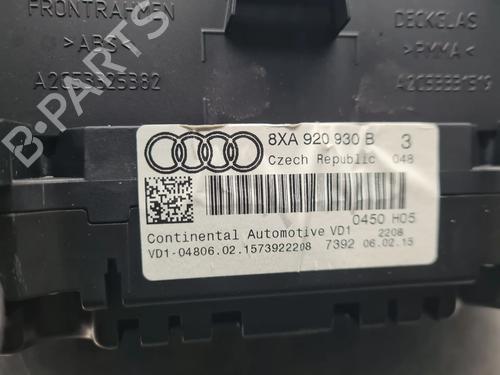 FRONTRAHMEN
>ABS<
A2C53325382
DECKGLAS
>PMMA<
8XA 920 930 B 3
Czech Republic 048
0450 H05
Continental Automotive VD1 2208
VD1-04806.02.1573922208 7392 06.02.15